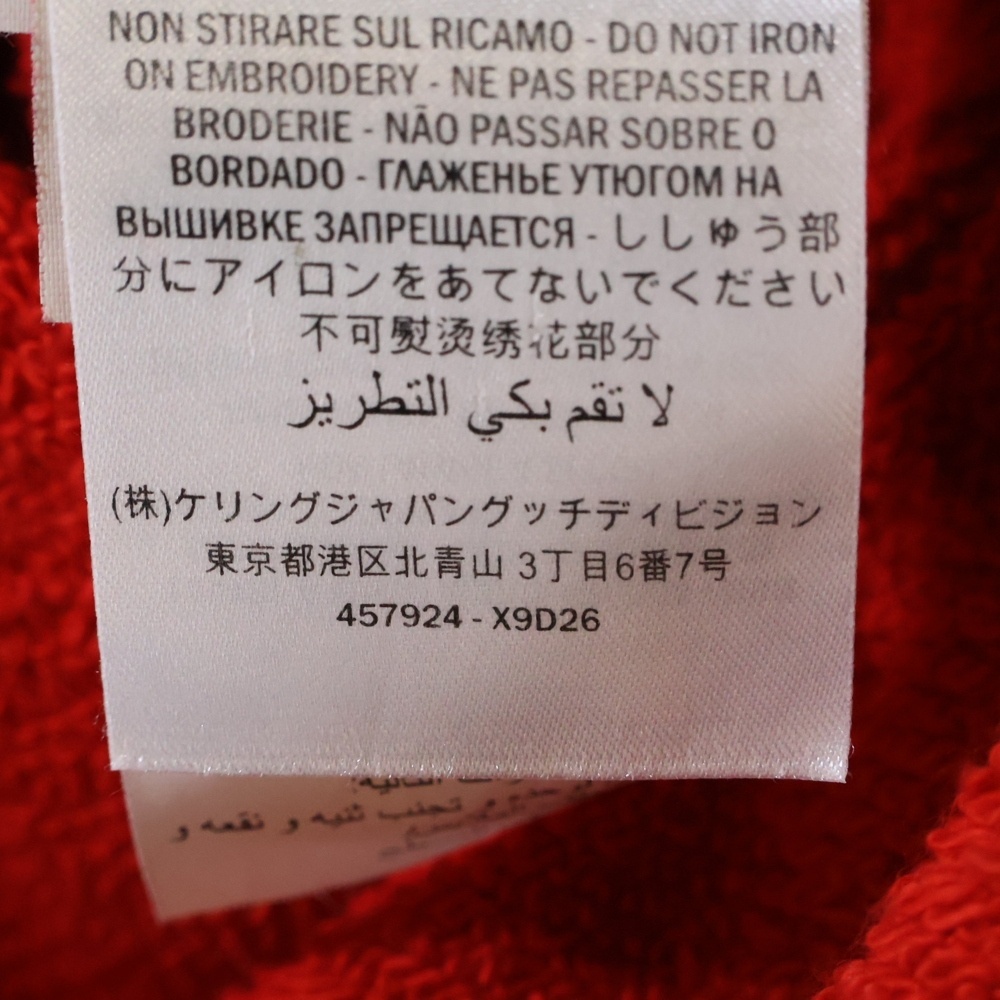 NON STIRARE SUL RICAMO - DO NOT IRON
ON EMBROIDERY - NE PAS REPASSER LA
BRODERIE - NÃO PASSAR SOBRE O
BORDADO - ГЛАЖЕНЬЕ УТЮГОМ НА
ВЫШИВКЕ ЗАПРЕЩАЕТСЯ - ししゅう部
分にアイロンをあてないでください
不可熨烫绣花部分
لا تقم بكي التطريز
(株)ケリングジャパングッチディビジョン
東京都港区北青山 3丁目6番7号
457924 - X9D26
و تجنب ثنيه و نقعه و